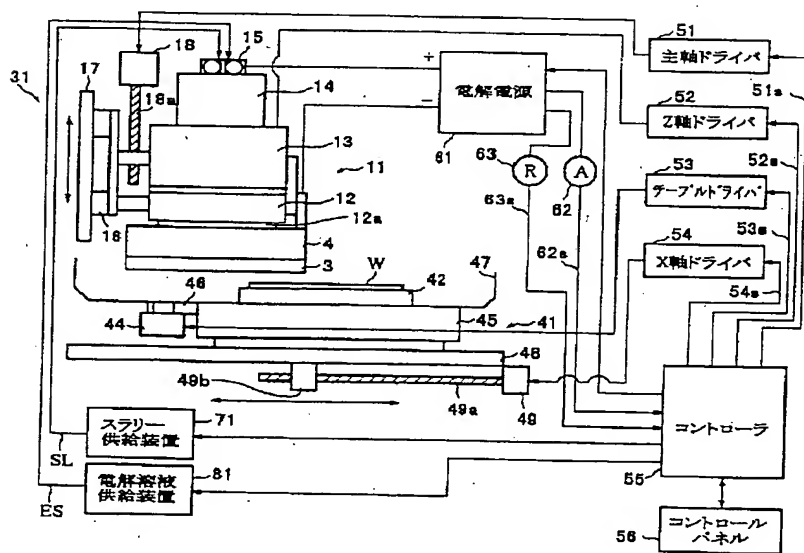 51
主軸ドライバ
51a
18
15
17
31
18a
14
+
電解電源
52
Z軸ドライバ
52a
−
61
13
11
63
R
A
62
53
テーブルドライバ
53a
12
12a
16
63a
62a
54
X軸ドライバ
54a
4
3
47
W
42
46
44
45
41
48
49b
49a
49
スラリー
供給装置
71
SL
電解溶液
供給装置
81
ES
コントローラ
55
コントロール
パネル
56